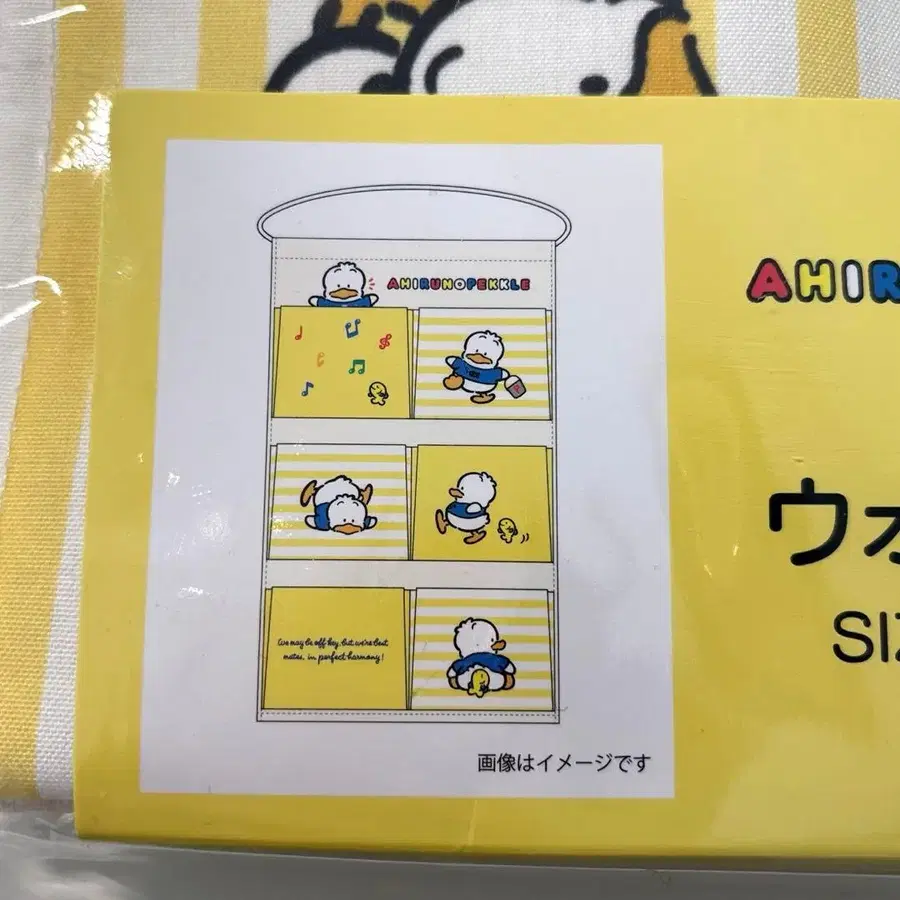 AHIRUNOPEKKLE
We may be off-key, but we're best
mates, in perfect harmony!
画像はイメージです
AHIR
ウォ
SIZ